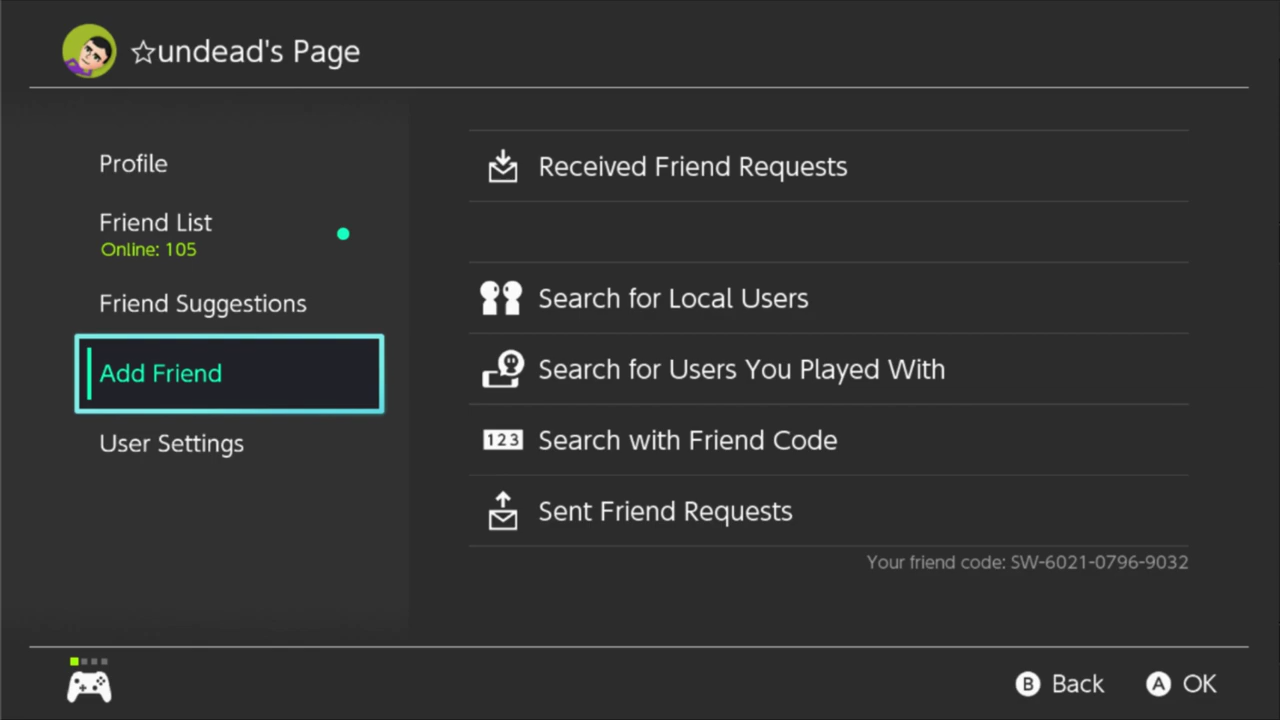 ☆undead's Page
Profile
Friend List
Online: 105
Friend Suggestions
Add Friend
User Settings
Received Friend Requests
Search for Local Users
Search for Users You Played With
123 Search with Friend Code
Sent Friend Requests
Your friend code: SW-6021-0796-9032
B Back A OK